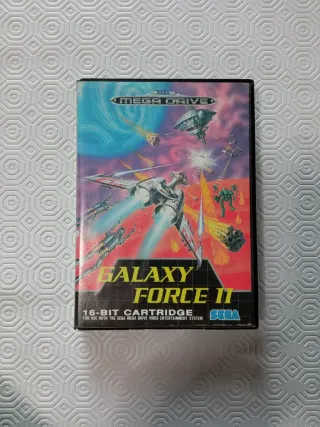 MEGA DRIVE
GALAXY
FORCE II
16-BIT CARTRIDGE
FOR USE WITH THE SEGA MEGA DRIVE VIDEO ENTERTAINMENT SYSTEM
SEGA